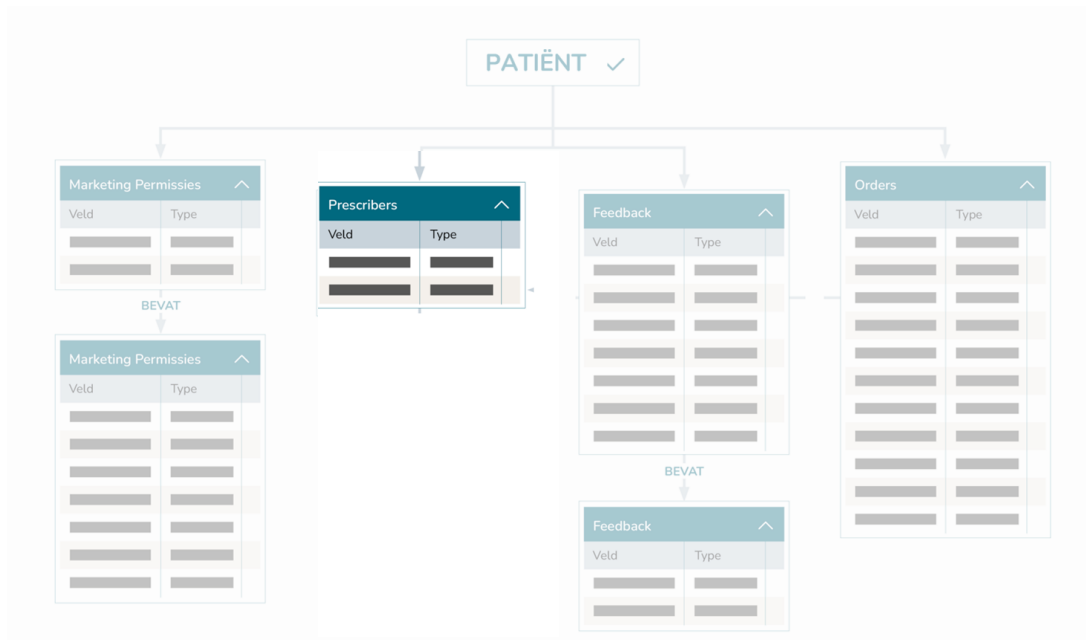 PATIËNT
Marketing Permissies
Veld Type
BEVAT
Marketing Permissies
Veld Type
Prescribers
Veld Type
Feedback
Veld Type
BEVAT
Feedback
Veld Type
Orders
Veld Type